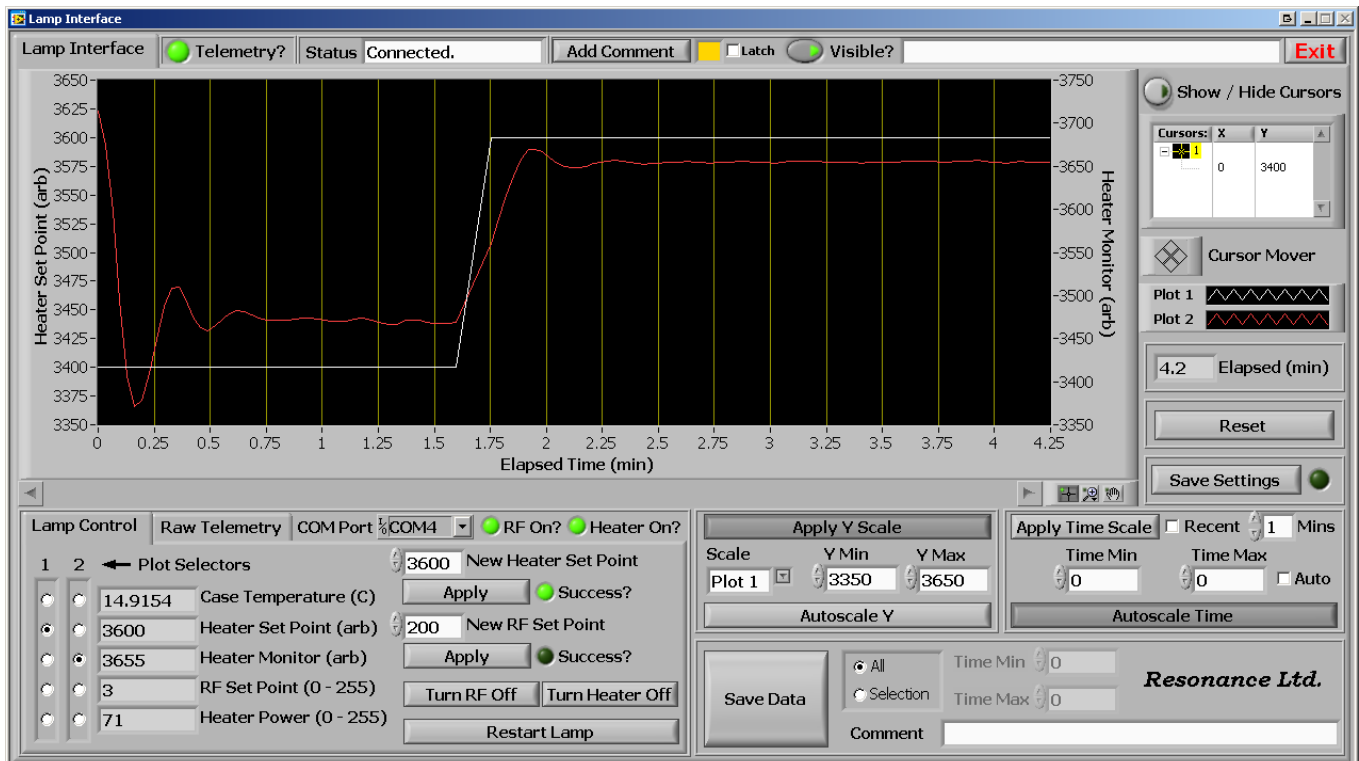 Lamp Interface
Lamp Interface Telemetry? Status Connected. Add Comment Latch Visible? Exit
3650
3625
3600
3575
3550
3525
3500
3475
3450
3425
3400
3375
3350
Heater Set Point (arb)
3750
3700
3650
3600
3550
3500
3450
3400
3350
Heater Monitor (arb)
0 0.25 0.5 0.75 1 1.25 1.5 1.75 2 2.25 2.5 2.75 3 3.25 3.5 3.75 4 4.25
Elapsed Time (min)
Show / Hide Cursors
Cursors: X Y
1
0 3400
Cursor Mover
Plot 1
Plot 2
4.2 Elapsed (min)
Reset
Save Settings
Lamp Control Raw Telemetry COM Port COM4 RF On? Heater On?
1 2 Plot Selectors
14.9154 Case Temperature (C)
3600 Heater Set Point (arb)
3655 Heater Monitor (arb)
3 RF Set Point (0 - 255)
71 Heater Power (0 - 255)
3600 New Heater Set Point
Apply Success?
200 New RF Set Point
Apply Success?
Turn RF Off Turn Heater Off
Restart Lamp
Apply Y Scale
Scale Y Min Y Max
Plot 1 3350 3650
Autoscale Y
Apply Time Scale Recent 1 Mins
Time Min Time Max
0 0 Auto
Autoscale Time
Save Data
All
Selection
Time Min 0
Time Max 0
Comment
Resonance Ltd.